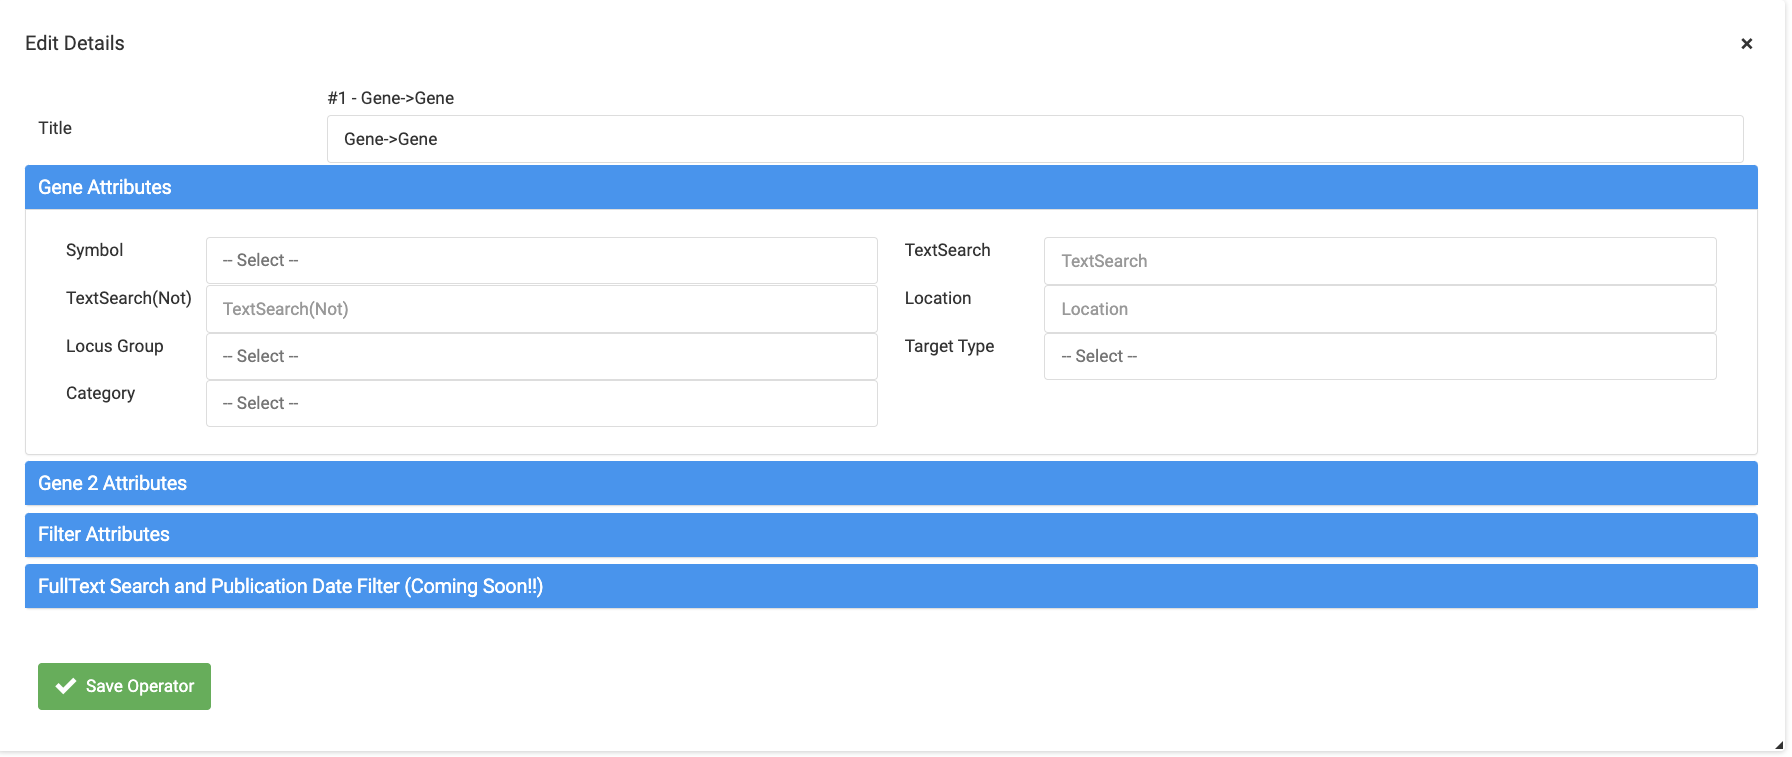 Edit Details
×
#1 - Gene->Gene
Title
Gene->Gene
Gene Attributes
Symbol
-- Select --
TextSearch
TextSearch
TextSearch(Not)
TextSearch(Not)
Location
Location
Locus Group
-- Select --
Target Type
-- Select --
Category
-- Select --
Gene 2 Attributes
Filter Attributes
FullText Search and Publication Date Filter (Coming Soon!!)
Save Operator